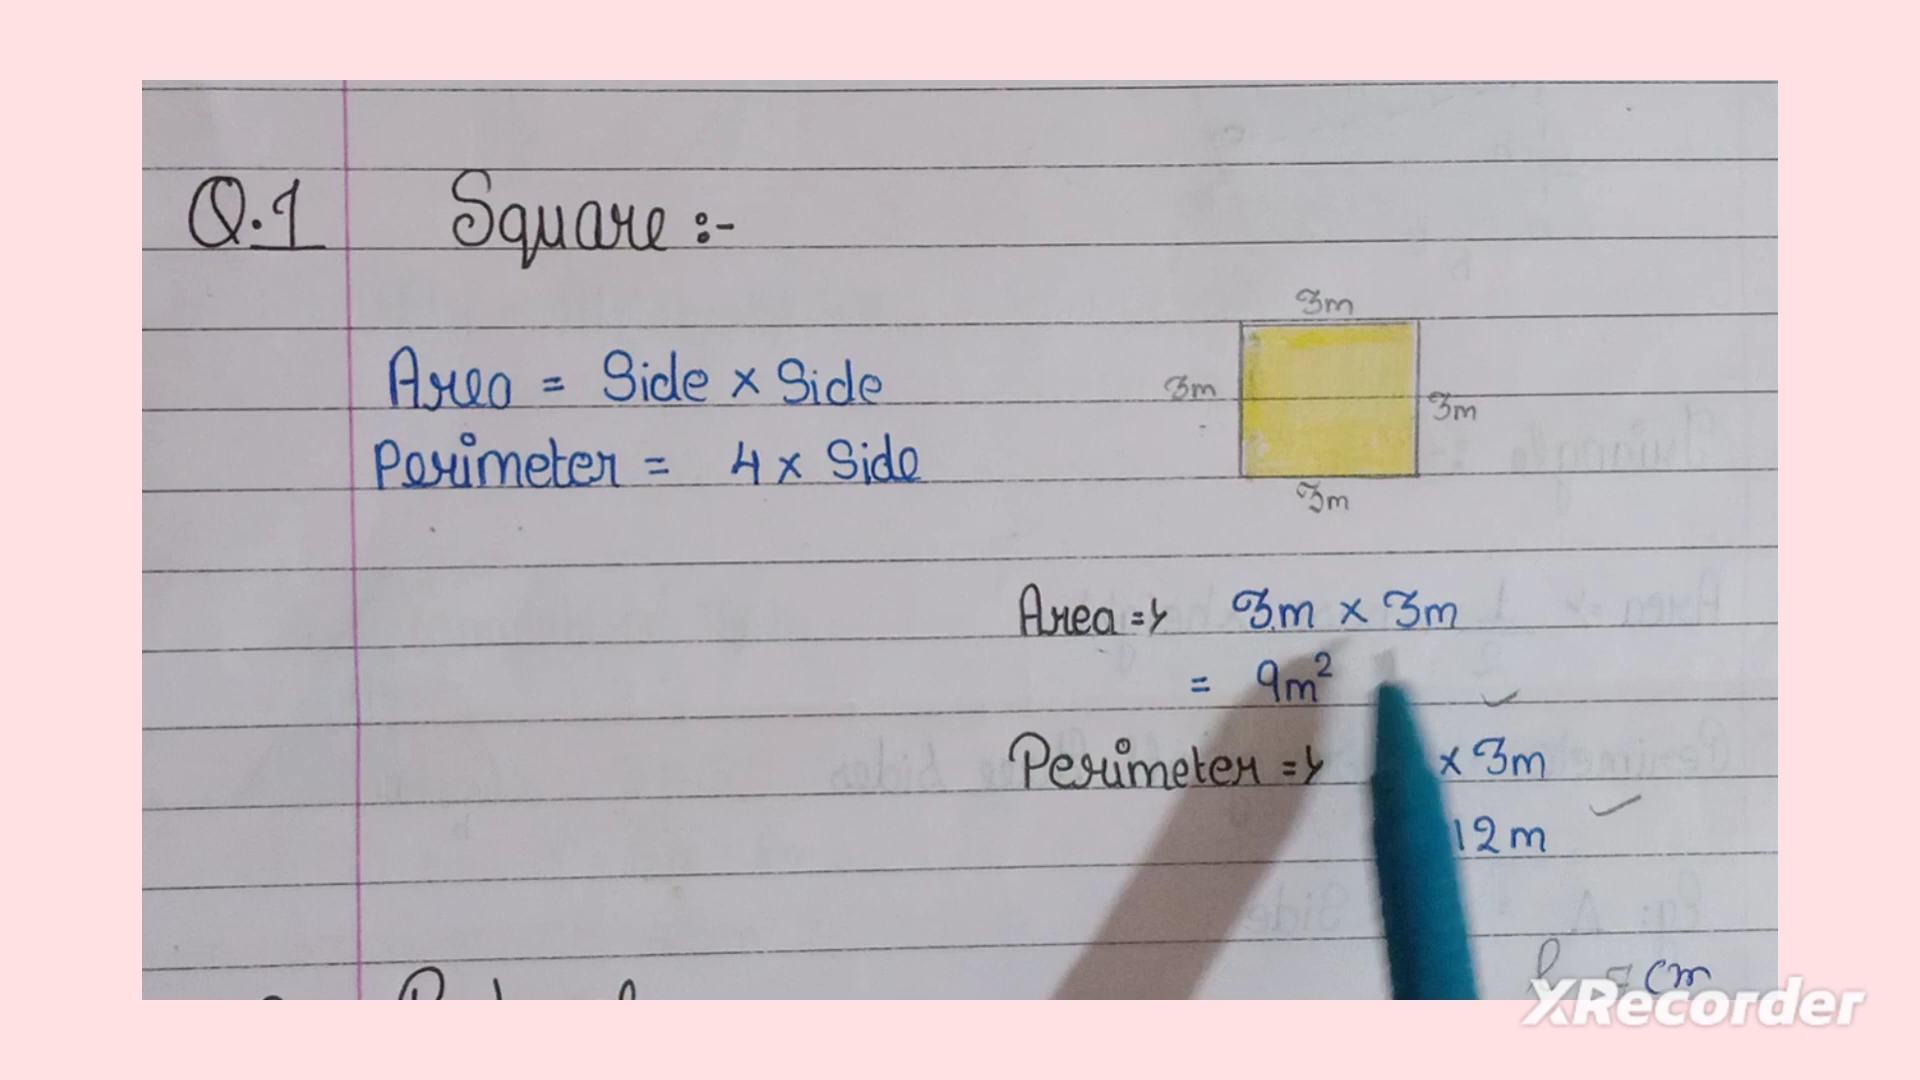 Q.1 Square :-
3m
Area = Side × Side
3m
3m
Perimeter = 4 × Side
3m
Area => 3m × 3m
= 9m²
Perimeter => × 3m
12m
cm
XRecorder